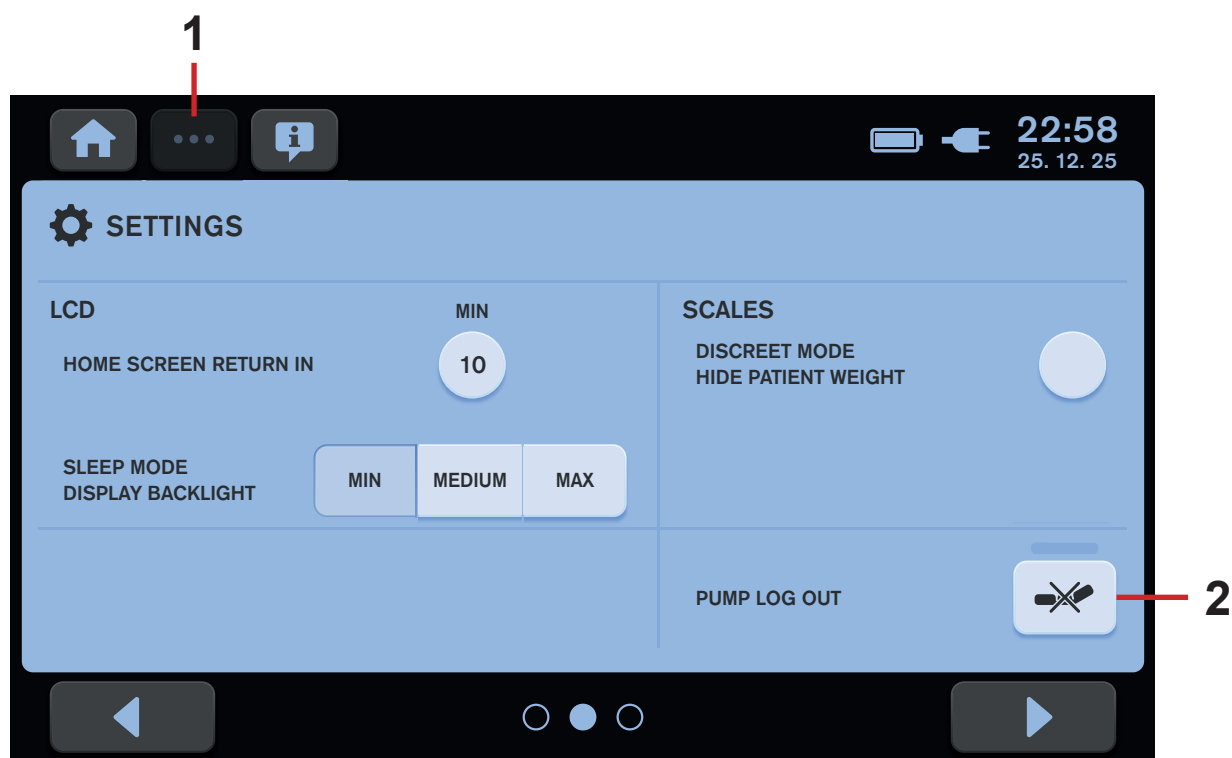 1
22:58
25. 12. 25
SETTINGS
LCD
MIN
HOME SCREEN RETURN IN
10
SLEEP MODE
DISPLAY BACKLIGHT
MIN
MEDIUM
MAX
SCALES
DISCREET MODE
HIDE PATIENT WEIGHT
PUMP LOG OUT
2